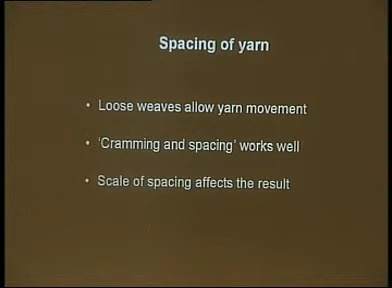 Spacing of yarn
• Loose weaves allow yarn movement
• 'Cramming and spacing' works well
• Scale of spacing affects the result